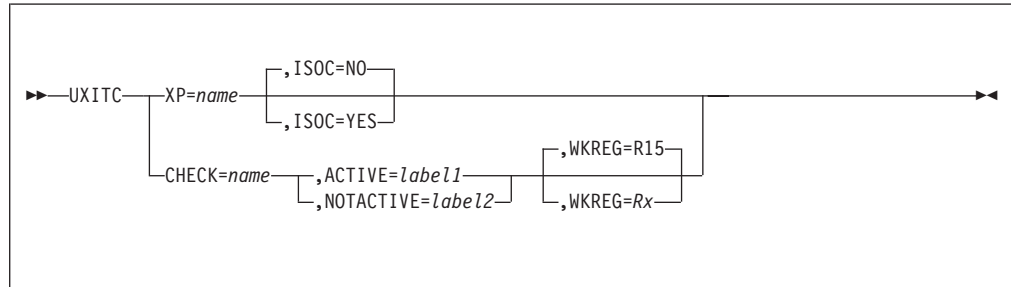 ,ISOC=NO
UXITC XP=name
,ISOC=YES
,WKREG=R15
CHECK=name ,ACTIVE=label1
,NOTACTIVE=label2 ,WKREG=Rx